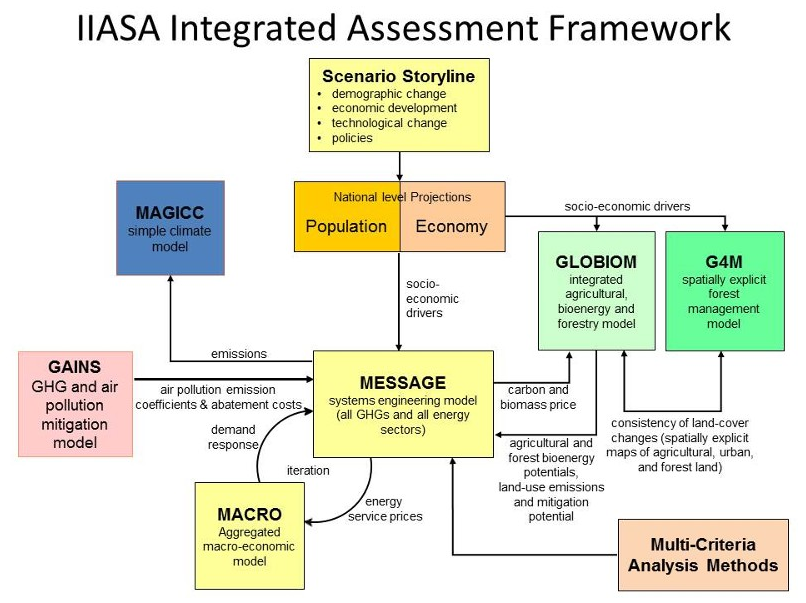 IIASA Integrated Assessment Framework
Scenario Storyline
• demographic change
• economic development
• technological change
• policies
National level Projections
Population
Economy
socio-economic drivers
MAGICC
simple climate
model
GLOBIOM
integrated
agricultural,
bioenergy and
forestry model
G4M
spatially explicit
forest
management
model
socio-
economic
drivers
emissions
GAINS
GHG and air
pollution
mitigation
model
air pollution emission
coefficients & abatement costs
MESSAGE
systems engineering model
(all GHGs and all energy
sectors)
carbon and
biomass price
consistency of land-cover
changes (spatially explicit
maps of agricultural, urban,
and forest land)
agricultural and
forest bioenergy
potentials,
land-use emissions
and mitigation
potential
demand
response
iteration
energy
service prices
MACRO
Aggregated
macro-economic
model
Multi-Criteria
Analysis Methods